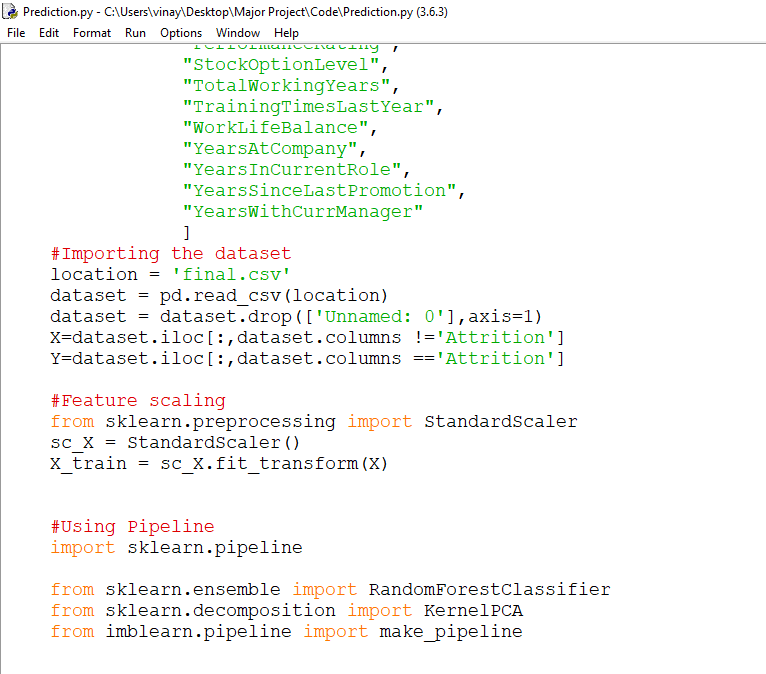 Prediction.py - C:\Users\vinay\Desktop\Major Project\Code\Prediction.py (3.6.3)
File Edit Format Run Options Window Help
"PerformanceRating",
"StockOptionLevel",
"TotalWorkingYears",
"TrainingTimesLastYear",
"WorkLifeBalance",
"YearsAtCompany",
"YearsInCurrentRole",
"YearsSinceLastPromotion",
"YearsWithCurrManager"
]
#Importing the dataset
location = 'final.csv'
dataset = pd.read_csv(location)
dataset = dataset.drop(['Unnamed: 0'],axis=1)
X=dataset.iloc[:,dataset.columns !='Attrition']
Y=dataset.iloc[:,dataset.columns =='Attrition']
#Feature scaling
from sklearn.preprocessing import StandardScaler
sc_X = StandardScaler()
X_train = sc_X.fit_transform(X)
#Using Pipeline
import sklearn.pipeline
from sklearn.ensemble import RandomForestClassifier
from sklearn.decomposition import KernelPCA
from imblearn.pipeline import make_pipeline